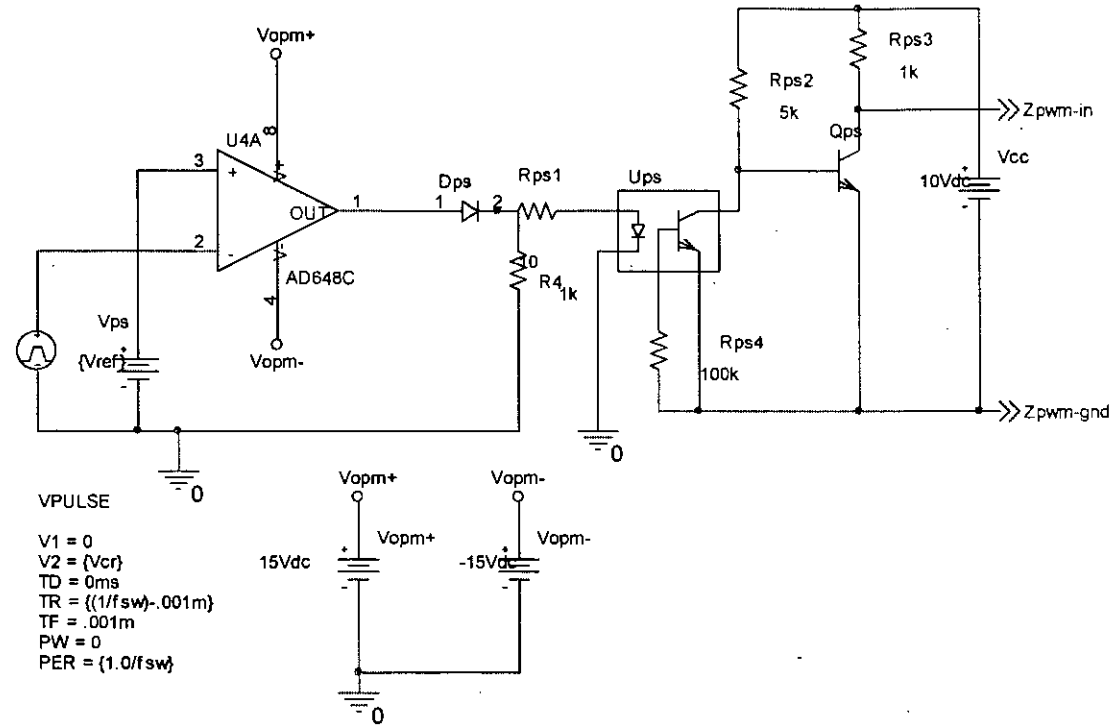 Vopm+
8
U4A
3
+
2
-
OUT
1
AD648C
4
Vopm-
Vps
{Vref}
+
-
0
Dps
1
2
Rps1
10
R4
1k
Ups
0
Rps2
5k
Rps3
1k
Qps
Rps4
100k
Vcc
10Vdc
+
-
Zpwm-in
Zpwm-gnd
VPULSE
V1 = 0
V2 = {Vcr}
TD = 0ms
TR = {(1/fsw)-.001m}
TF = .001m
PW = 0
PER = {1.0/fsw}
Vopm+
Vopm+
15Vdc
+
-
Vopm-
Vopm-
-15Vdc
+
-
0